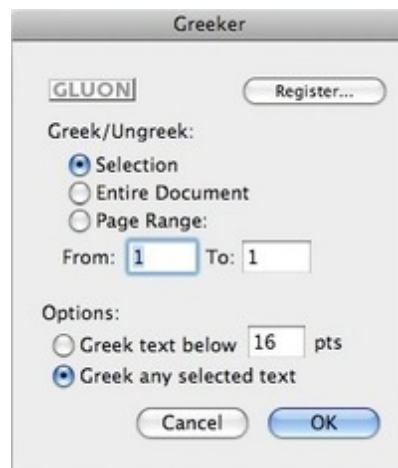 Greeker
GLUON Register...
Greek/Ungreek:
Selection
Entire Document
Page Range:
From: 1 To: 1
Options:
Greek text below 16 pts
Greek any selected text
Cancel OK